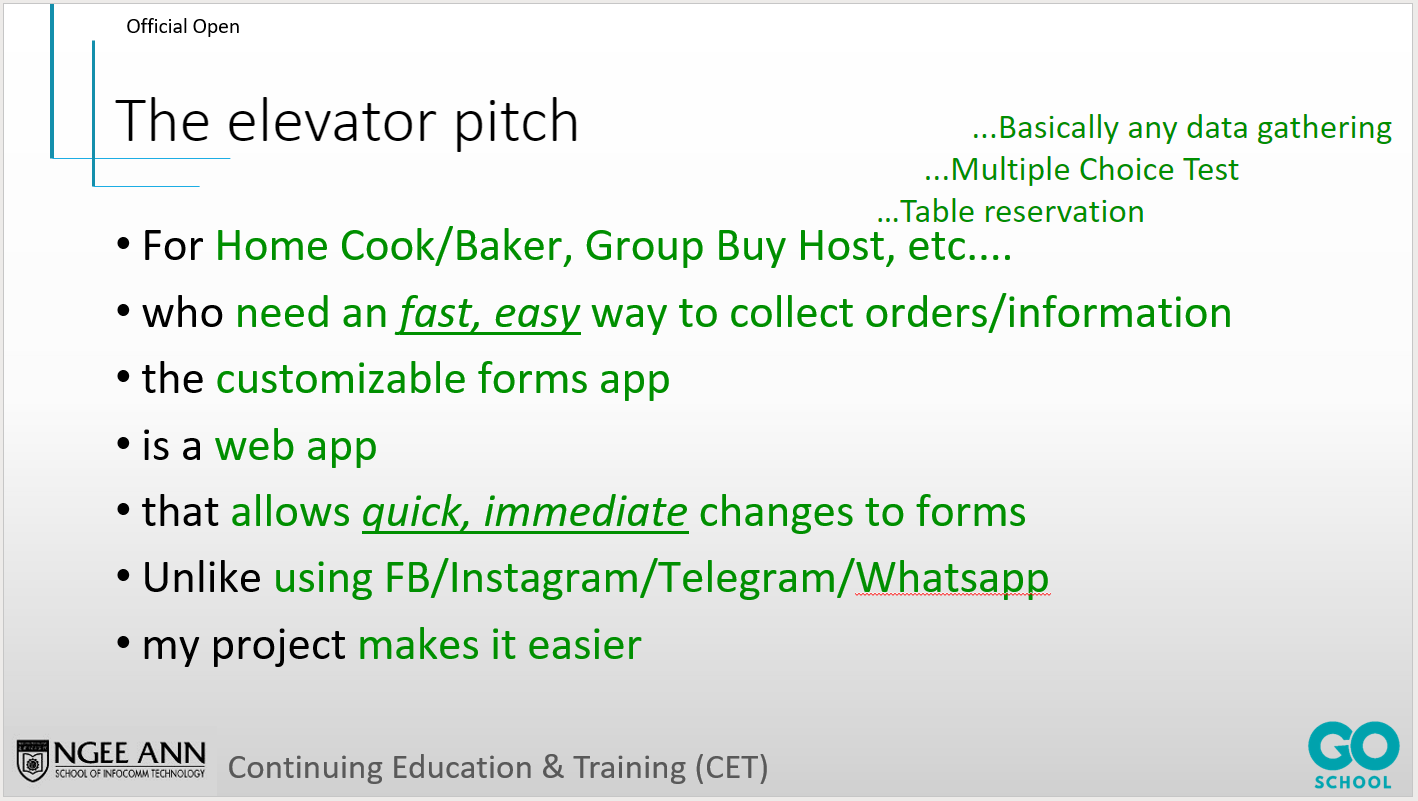 Official Open
The elevator pitch
...Basically any data gathering
...Multiple Choice Test
...Table reservation
• For Home Cook/Baker, Group Buy Host, etc....
• who need an fast, easy way to collect orders/information
• the customizable forms app
• is a web app
• that allows quick, immediate changes to forms
• Unlike using FB/Instagram/Telegram/Whatsapp
• my project makes it easier
NGEE ANN
SCHOOL OF INFOCOMM TECHNOLOGY
Continuing Education & Training (CET)
GO
SCHOOL